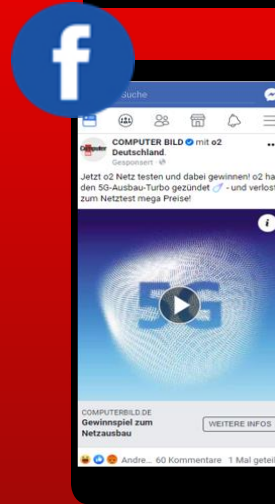 f
Suche
COMPUTER BILD mit o2
Deutschland.
Gesponsert
Jetzt o2 Netz testen und dabei gewinnen! o2 ha
den 5G-Ausbau-Turbo gezündet - und verlost
zum Netztest mega Preise!
5G
COMPUTERBILD.DE
Gewinnspiel zum
Netzausbau
WEITERE INFOS
Andre... 60 Kommentare 1 Mal geteil